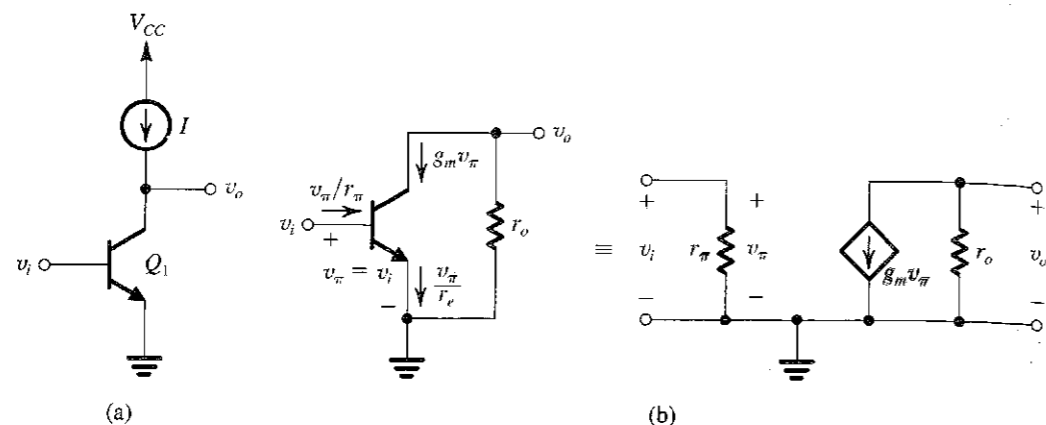 V_CC
I
v_o
v_i
Q_1
(a)
v_o
g_m v_π
v_π/r_π
v_i
+
r_o
v_π = v_i
v_π/r_e
−
≡
+
v_i
−
r_π
+
v_π
−
g_m v_π
r_o
+
v_o
−
(b)